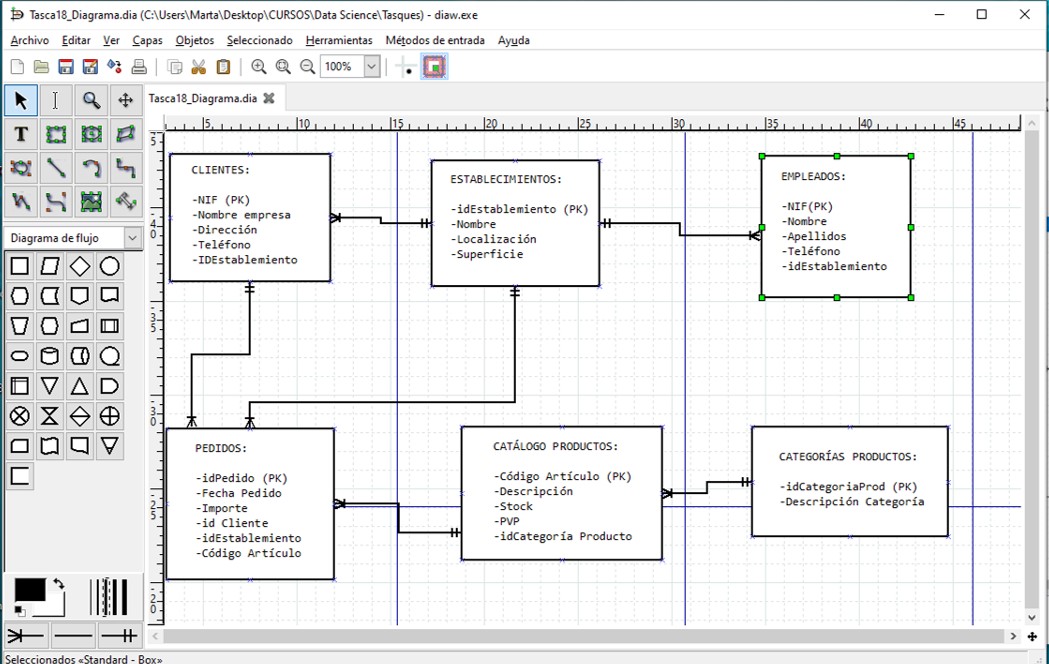 Tasca18_Diagrama.dia (C:\Users\Marta\Desktop\CURSOS\Data Science\Tasques) - diaw.exe
Archivo Editar Ver Capas Objetos Seleccionado Herramientas Métodos de entrada Ayuda
100%
Tasca18_Diagrama.dia
5 10 15 20 25 30 35 40 45
T
Diagrama de flujo
CLIENTES:
-NIF (PK)
-Nombre empresa
-Dirección
-Teléfono
-IDEstablemiento
ESTABLECIMIENTOS:
-idEstablemiento (PK)
-Nombre
-Localización
-Superficie
EMPLEADOS:
-NIF(PK)
-Nombre
-Apellidos
-Teléfono
-idEstablemiento
PEDIDOS:
-idPedido (PK)
-Fecha Pedido
-Importe
-id Cliente
-idEstablemiento
-Código Artículo
CATÁLOGO PRODUCTOS:
-Código Artículo (PK)
-Descripción
-Stock
-PVP
-idCategoría Producto
CATEGORÍAS PRODUCTOS:
-idCategoriaProd (PK)
-Descripción Categoría
Seleccionados «Standard - Box»